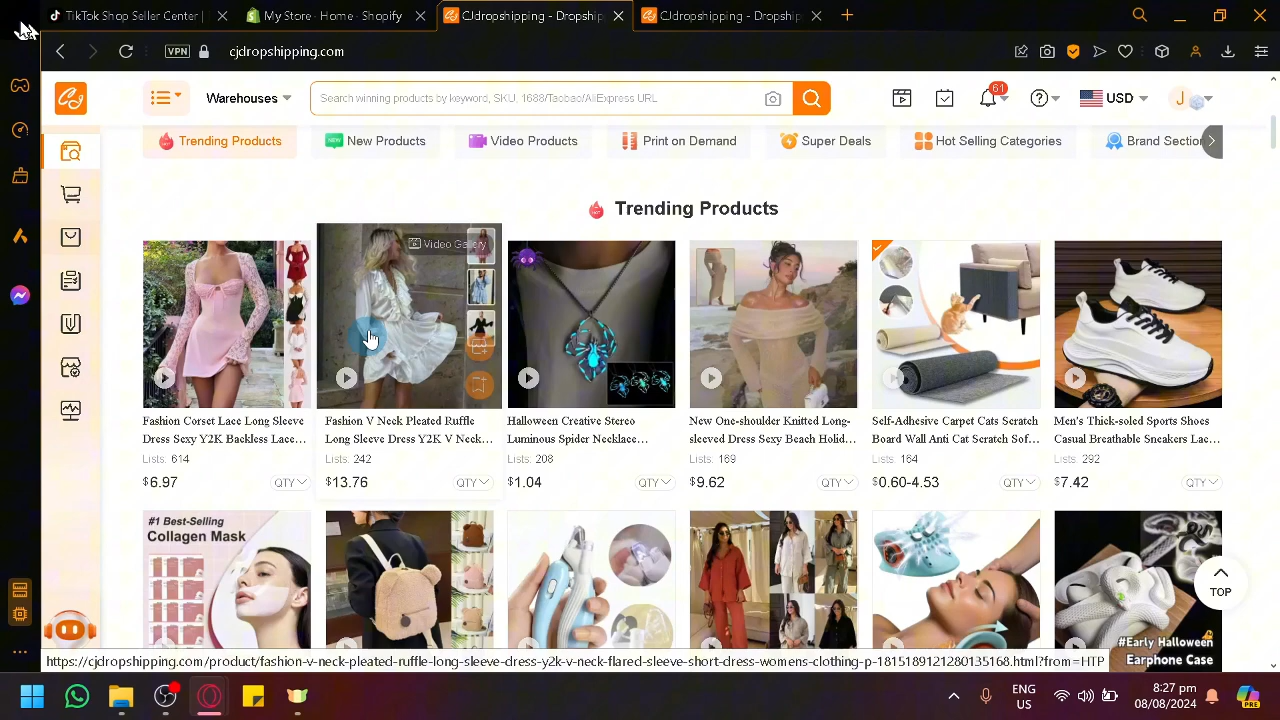 TikTok Shop Seller Center |
My Store · Home · Shopify
CJdropshipping - Dropship
CJdropshipping - Dropship
VPN
cjdropshipping.com
Warehouses
Search winning products by keyword, SKU, 1688/Taobao/AliExpress URL
61
USD
J
Trending Products
New Products
Video Products
Print on Demand
Super Deals
Hot Selling Categories
Brand Section
Trending Products
Video Gallery
Fashion Corset Lace Long Sleeve
Dress Sexy Y2K Backless Lace…
Lists: 614
$6.97
QTY
Fashion V Neck Pleated Ruffle
Long Sleeve Dress Y2K V Neck…
Lists: 242
$13.76
QTY
Halloween Creative Stereo
Luminous Spider Necklace…
Lists: 208
$1.04
QTY
New One-shoulder Knitted Long-
sleeved Dress Sexy Beach Holid…
Lists: 169
$9.62
QTY
Self-Adhesive Carpet Cats Scratch
Board Wall Anti Cat Scratch Sof…
Lists: 164
$0.60-4.53
QTY
Men's Thick-soled Sports Shoes
Casual Breathable Sneakers Lac…
Lists: 292
$7.42
QTY
#1 Best-Selling
Collagen Mask
#Early Halloween
Earphone Case
TOP
https://cjdropshipping.com/product/fashion-v-neck-pleated-ruffle-long-sleeve-dress-y2k-v-neck-flared-sleeve-short-dress-womens-clothing-p-1815189121280135168.html?from=HTP
ENG
US
8:27 pm
08/08/2024
PRE